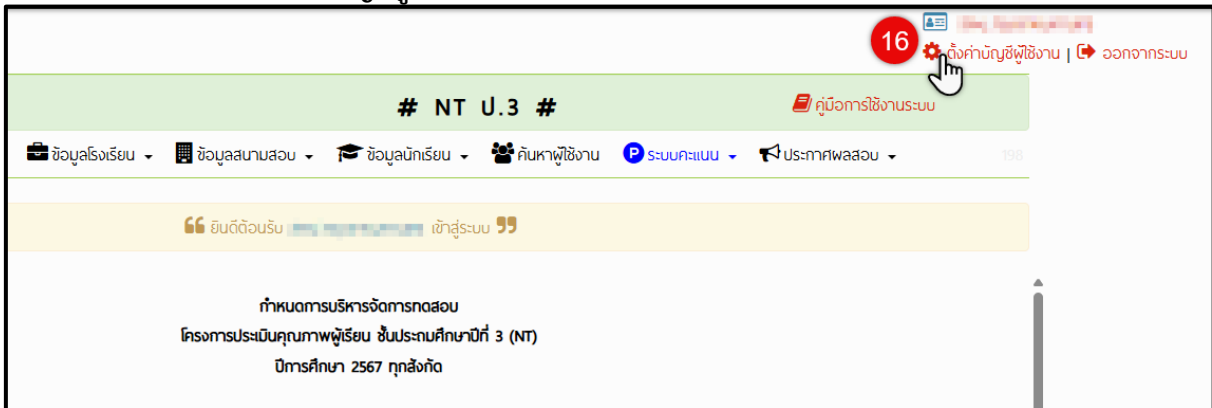 16
ตั้งค่าบัญชีผู้ใช้งาน | ออกจากระบบ
# NT ป.3 #
คู่มือการใช้งานระบบ
ข้อมูลโรงเรียน ข้อมูลสนามสอบ ข้อมูลนักเรียน ค้นหาผู้ใช้งาน P ระบบคะแนน ประกาศผลสอบ 198
❝ ยินดีต้อนรับ เข้าสู่ระบบ ❞
กำหนดการบริหารจัดการทดสอบ
โครงการประเมินคุณภาพผู้เรียน ชั้นประถมศึกษาปีที่ 3 (NT)
ปีการศึกษา 2567 ทุกสังกัด